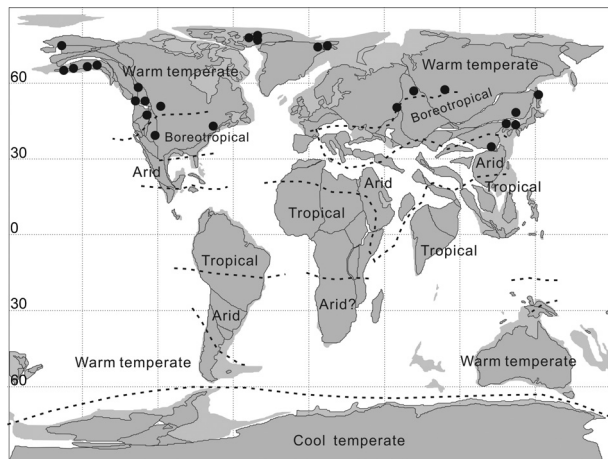 Warm temperate
Warm temperate
60
Boreotropical
Boreotropical
30
Arid
Arid
Arid
Tropical
Tropical
0
Tropical
Tropical
Arid?
30
Arid
Warm temperate
Warm temperate
60
Cool temperate